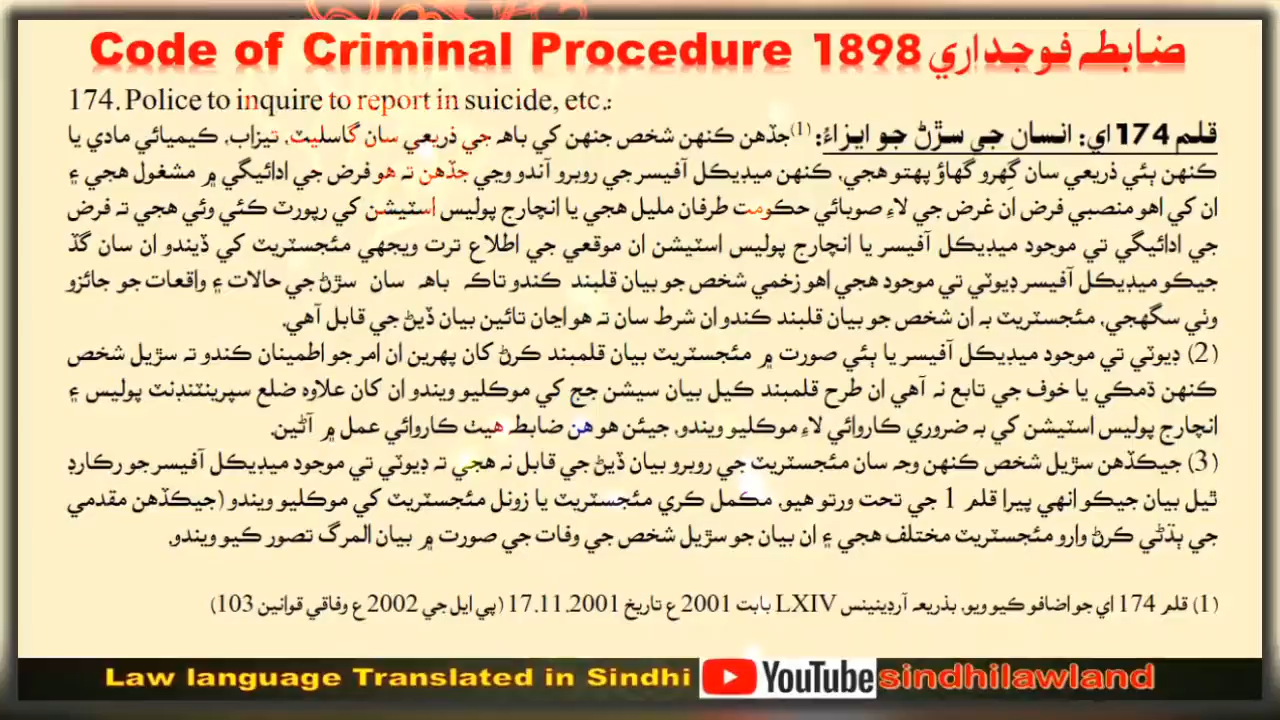 Code of Criminal Procedure 1898 ضابطہ فوجداري
174. Police to inquire to report in suicide, etc.:
قلم 174 اي: انسان جي سڙڻ جو ايزاءُ: (1) جڏهن ڪنهن شخص جنهن کي باهہ جي ذريعي سان گاسليٽ، تيزاب، ڪيميائي مادي يا
ڪنهن ٻئي ذريعي سان گِهرو گهاؤ پهتو هجي، ڪنهن ميڊيڪل آفيسر جي روبرو آندو وڃي جڏهن تہ هو فرض جي ادائيگي ۾ مشغول هجي ۽
ان کي اهو منصبي فرض ان غرض جي لاءِ صوبائي حڪومت طرفان مليل هجي يا انچارج پوليس اسٽيشن کي رپورٽ ڪئي وئي هجي تہ فرض
جي ادائيگي تي موجود ميڊيڪل آفيسر يا انچارج پوليس اسٽيشن ان موقعي جي اطلاع ترت ويجهي مئجسٽريٽ کي ڏيندو ان سان گڏ
جيڪو ميڊيڪل آفيسر ڊيوٽي تي موجود هجي اهو زخمي شخص جو بيان قلبند ڪندو تاڪہ باهہ سان سڙڻ جي حالات ۽ واقعات جو جائزو
وٺي سگهجي، مئجسٽريٽ بہ ان شخص جو بيان قلبند ڪندو ان شرط سان تہ هو اڃان تائين بيان ڏيڻ جي قابل آهي.
(2) ڊيوٽي تي موجود ميڊيڪل آفيسر يا ٻئي صورت ۾ مئجسٽريٽ بيان قلمبند ڪرڻ کان پهرين ان امر جو اطمينان ڪندو تہ سڙيل شخص
ڪنهن ڌمڪي يا خوف جي تابع نہ آهي ان طرح قلمبند ڪيل بيان سيشن جج کي موڪليو ويندو ان کان علاوه ضلع سپرينٽنڊنٽ پوليس ۽
انچارج پوليس اسٽيشن کي بہ ضروري ڪاروائي لاءِ موڪليو ويندو، جيئن هو هن ضابطہ هيٺ ڪاروائي عمل ۾ آڻين.
(3) جيڪڏهن سڙيل شخص ڪنهن وجہ سان مئجسٽريٽ جي روبرو بيان ڏيڻ جي قابل نہ هجي تہ ڊيوٽي تي موجود ميڊيڪل آفيسر جو رڪارڊ
ٿيل بيان جيڪو انهي پيرا قلم 1 جي تحت ورتو هيو، مڪمل ڪري مئجسٽريٽ يا زونل مئجسٽريٽ کي موڪليو ويندو (جيڪڏهن مقدمي
جي ٻڌڻي ڪرڻ وارو مئجسٽريٽ مختلف هجي ۽ ان بيان جو سڙيل شخص جي وفات جي صورت ۾ بيان المرگ تصور ڪيو ويندو.
(1) قلم 174 اي جو اضافو ڪيو ويو، بذريعہ آرڊيننس LXIV بابت 2001 ع تاريخ 17.11.2001 (پي ايل جي 2002 ع وفاقي قوانين 103)
Law language Translated in Sindhi YouTube sindhilawland